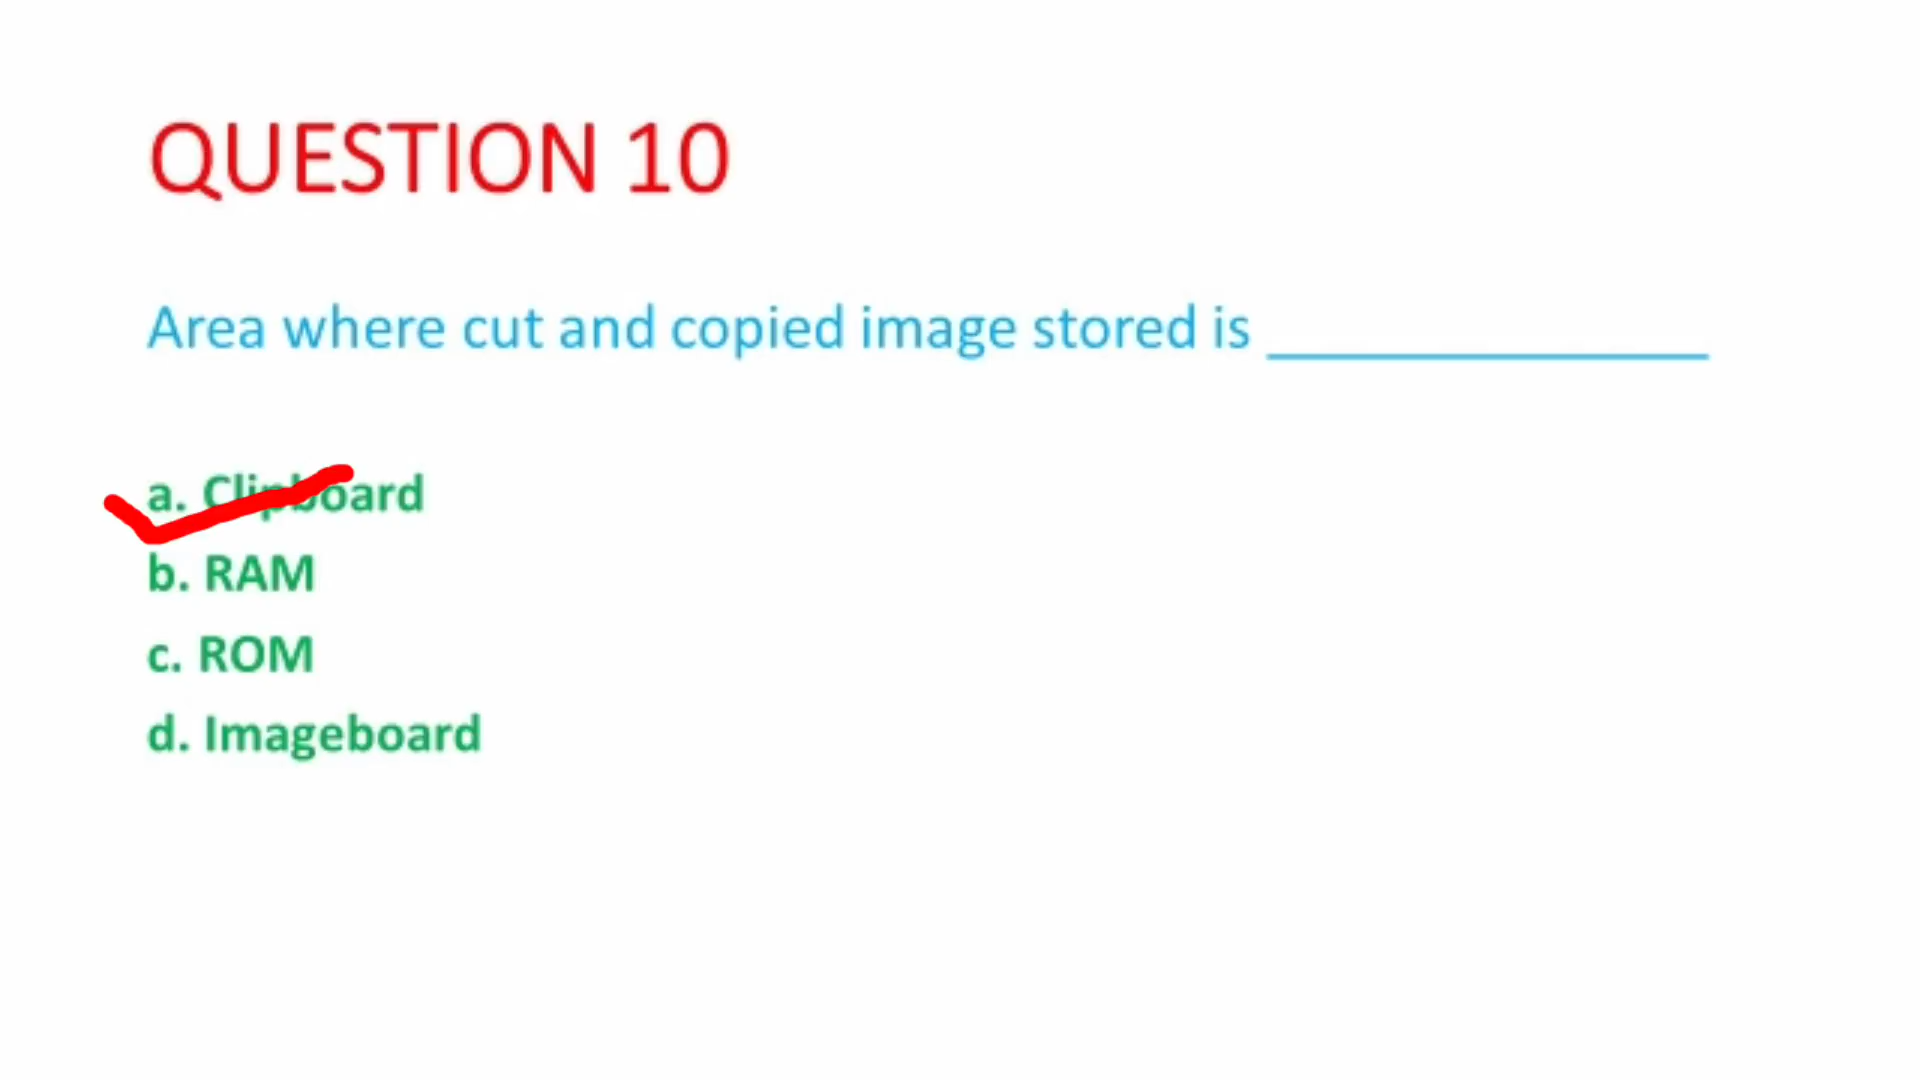 QUESTION 10
Area where cut and copied image stored is _______________
a. Clipboard
b. RAM
c. ROM
d. Imageboard